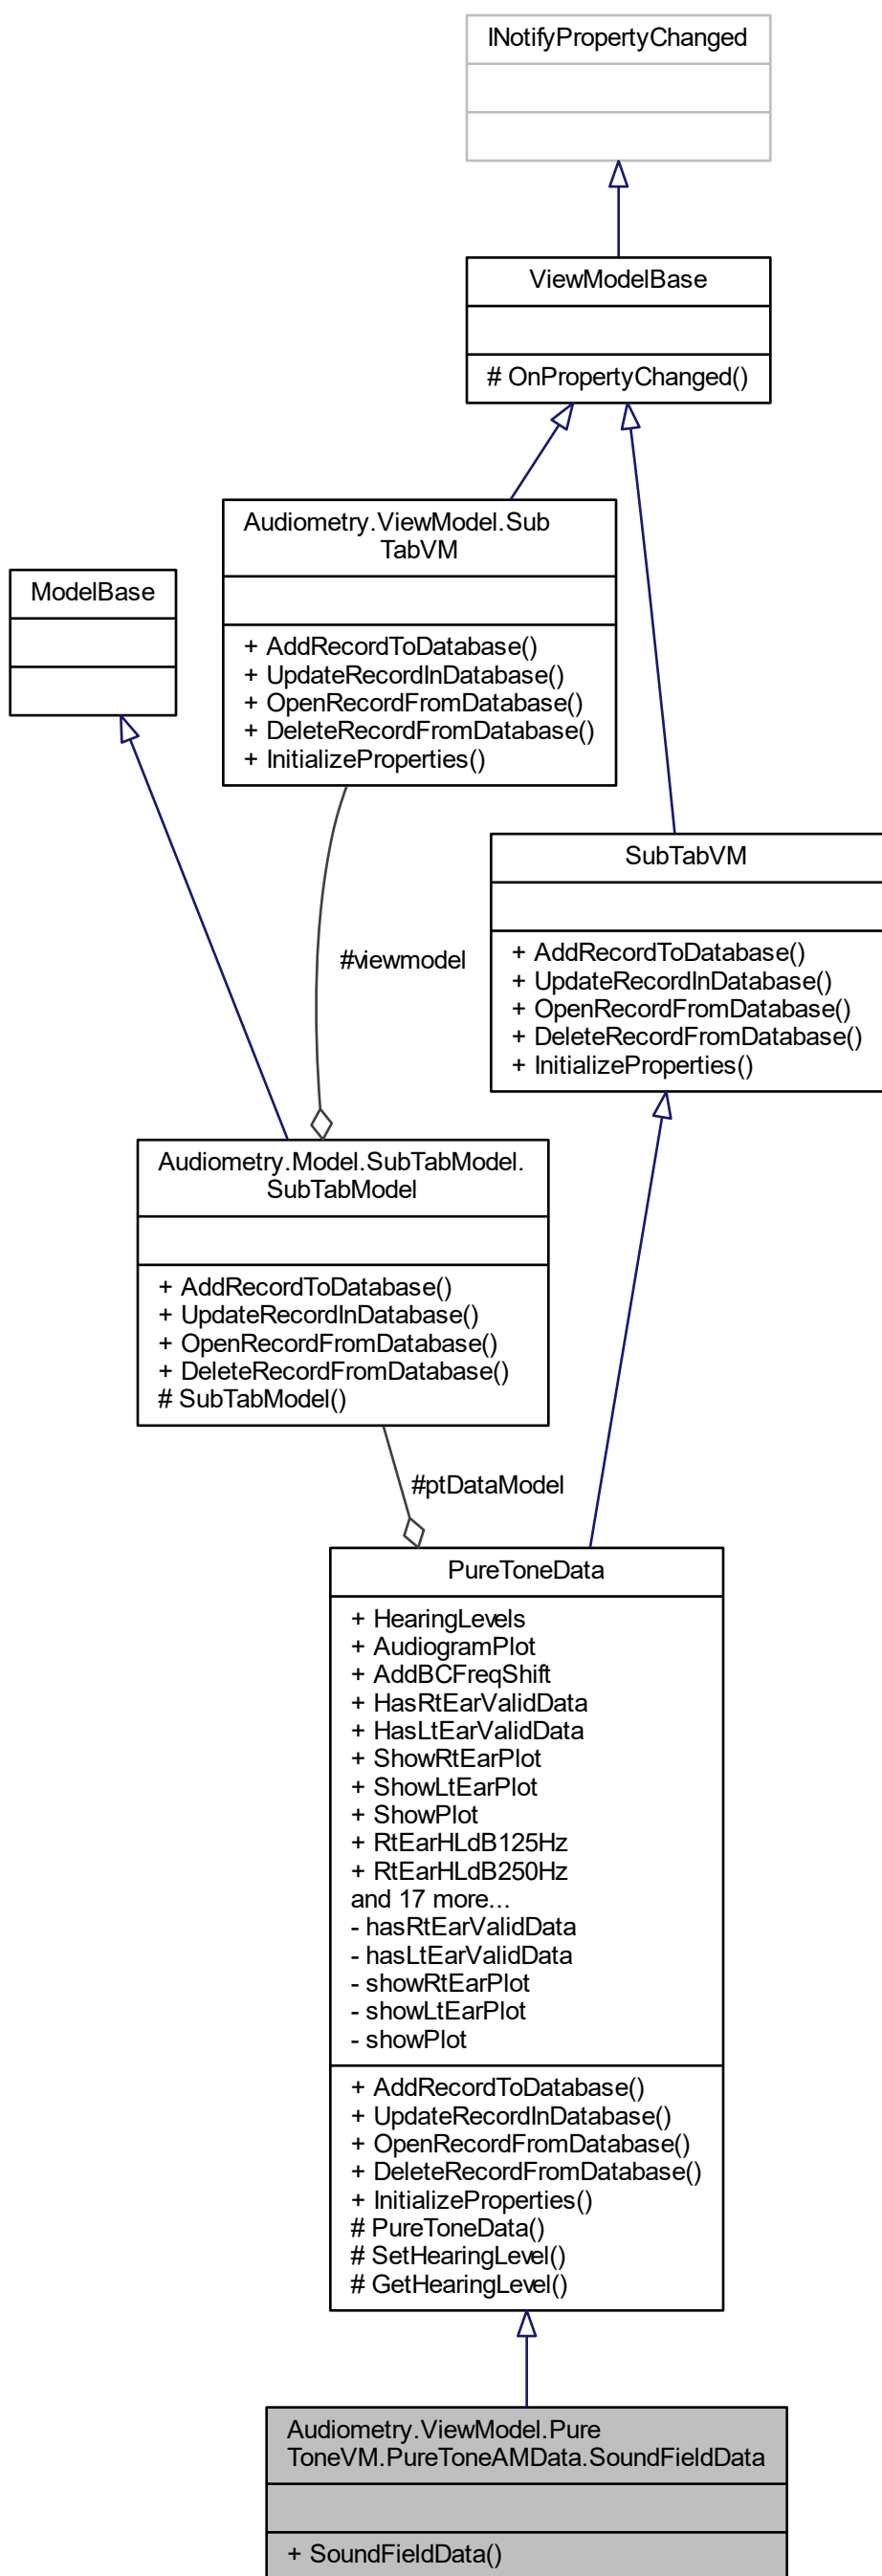 INotifyPropertyChanged
ViewModelBase
# OnPropertyChanged()
Audiometry.ViewModel.Sub
TabVM
+ AddRecordToDatabase()
+ UpdateRecordInDatabase()
+ OpenRecordFromDatabase()
+ DeleteRecordFromDatabase()
+ InitializeProperties()
ModelBase
SubTabVM
+ AddRecordToDatabase()
+ UpdateRecordInDatabase()
+ OpenRecordFromDatabase()
+ DeleteRecordFromDatabase()
+ InitializeProperties()
#viewmodel
Audiometry.Model.SubTabModel.
SubTabModel
+ AddRecordToDatabase()
+ UpdateRecordInDatabase()
+ OpenRecordFromDatabase()
+ DeleteRecordFromDatabase()
# SubTabModel()
#ptDataModel
PureToneData
+ HearingLevels
+ AudiogramPlot
+ AddBCFreqShift
+ HasRtEarValidData
+ HasLtEarValidData
+ ShowRtEarPlot
+ ShowLtEarPlot
+ ShowPlot
+ RtEarHLdB125Hz
+ RtEarHLdB250Hz
and 17 more...
- hasRtEarValidData
- hasLtEarValidData
- showRtEarPlot
- showLtEarPlot
- showPlot
+ AddRecordToDatabase()
+ UpdateRecordInDatabase()
+ OpenRecordFromDatabase()
+ DeleteRecordFromDatabase()
+ InitializeProperties()
# PureToneData()
# SetHearingLevel()
# GetHearingLevel()
Audiometry.ViewModel.Pure
ToneVM.PureToneAMData.SoundFieldData
+ SoundFieldData()